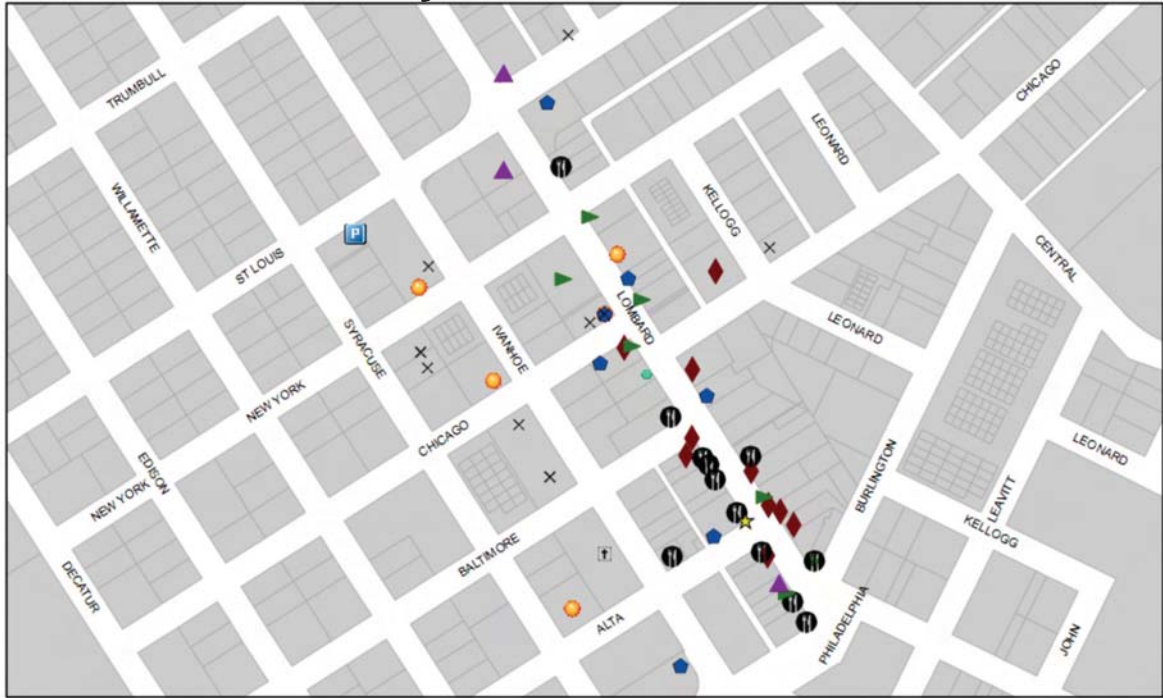 TRUMBULL
CHICAGO
LEONARD
WILLAMETTE
KELLOGG
P
ST LOUIS
CENTRAL
LOMBARD
LEONARD
SYRACUSE
IVANHOE
NEW YORK
CHICAGO
LEONARD
EDISON
NEW YORK
BURLINGTON
LEAVITT
KELLOGG
BALTIMORE
DECATUR
ALTA
PHILADELPHIA
JOHN